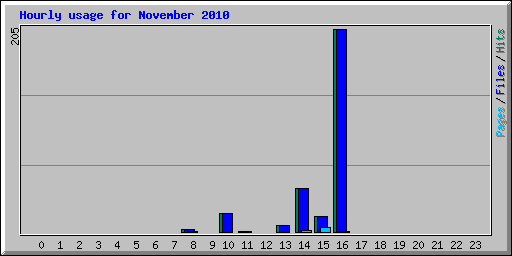 Hourly usage for November 2010
205
Pages/Files/Hits
0 1 2 3 4 5 6 7 8 9 10 11 12 13 14 15 16 17 18 19 20 21 22 23